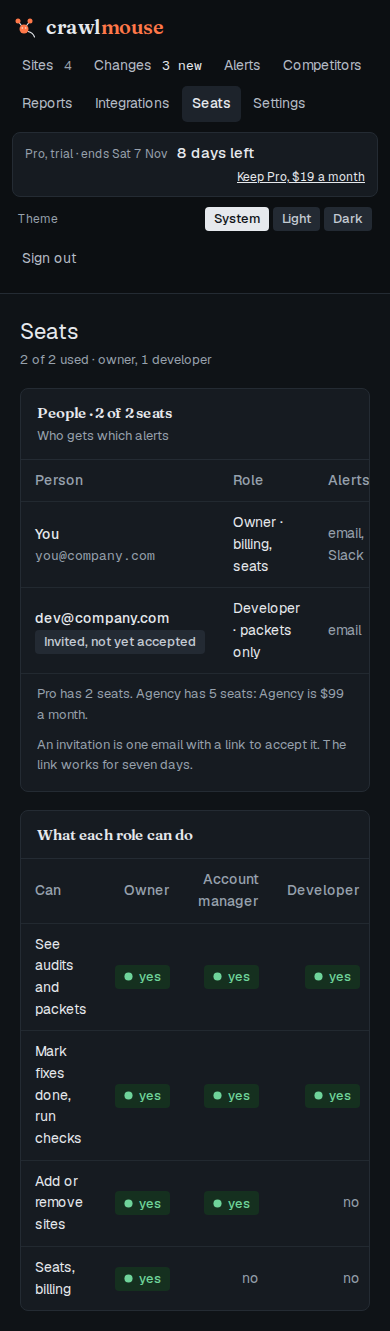 crawlmouse
Sites 4 Changes 3 new Alerts Competitors
Reports Integrations Seats Settings
Pro, trial · ends Sat 7 Nov 8 days left
Keep Pro, $19 a month
Theme System Light Dark
Sign out
Seats
2 of 2 used · owner, 1 developer
People · 2 of 2 seats
Who gets which alerts
Person Role Alerts
You
you@company.com
Owner ·
billing,
seats
email,
Slack
dev@company.com
Invited, not yet accepted
Developer
· packets
only
email
Pro has 2 seats. Agency has 5 seats: Agency is $99
a month.
An invitation is one email with a link to accept it. The
link works for seven days.
What each role can do
Can Owner Account
manager Developer
See
audits
and
packets
yes yes yes
Mark
fixes
done,
run
checks
yes yes yes
Add or
remove
sites
yes yes no
Seats,
billing
yes no no